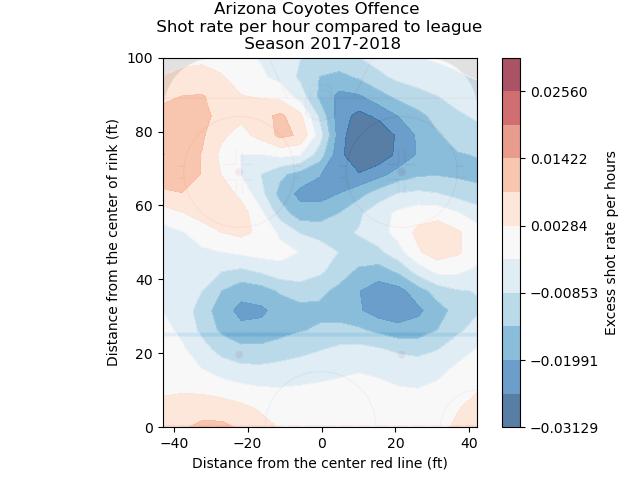 Arizona Coyotes Offence
Shot rate per hour compared to league
Season 2017-2018
100
80
60
40
20
0
−40
−20
0
20
40
Distance from the center of rink (ft)
Distance from the center red line (ft)
0.02560
0.01422
0.00284
−0.00853
−0.01991
−0.03129
Excess shot rate per hours